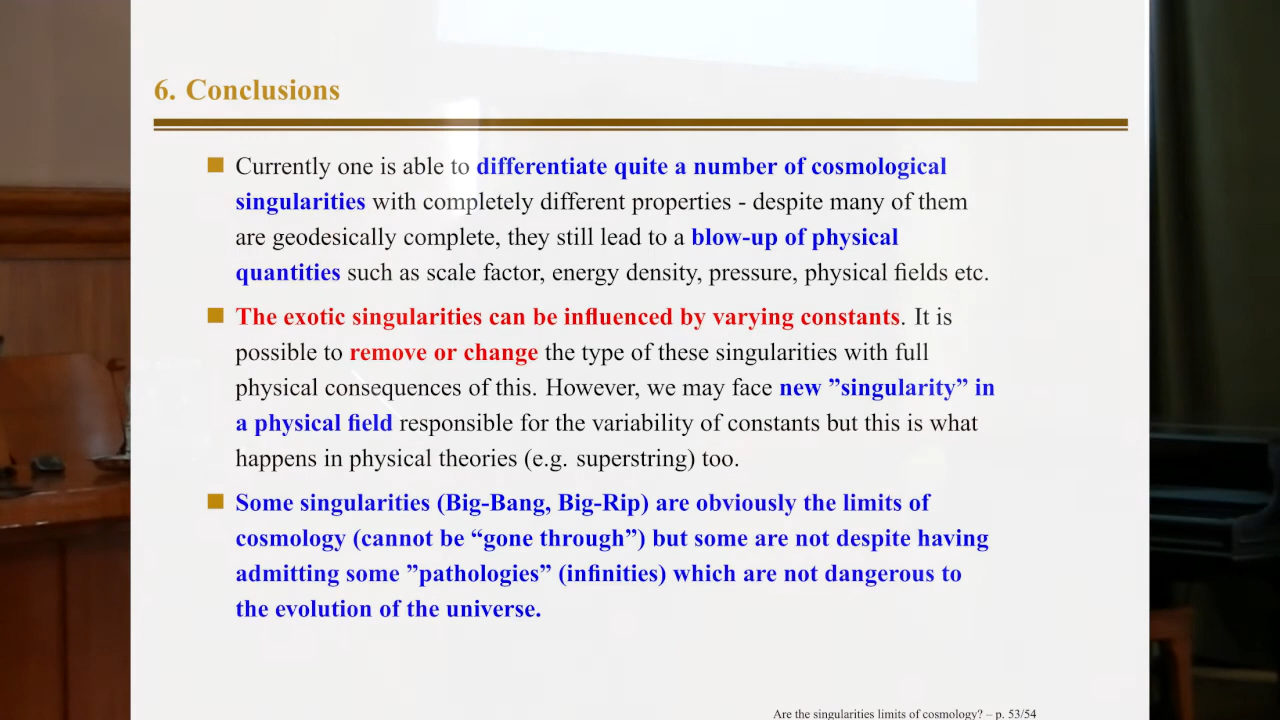 6. Conclusions
Currently one is able to differentiate quite a number of cosmological
singularities with completely different properties - despite many of them
are geodesically complete, they still lead to a blow-up of physical
quantities such as scale factor, energy density, pressure, physical fields etc.
The exotic singularities can be influenced by varying constants. It is
possible to remove or change the type of these singularities with full
physical consequences of this. However, we may face new ”singularity” in
a physical field responsible for the variability of constants but this is what
happens in physical theories (e.g. superstring) too.
Some singularities (Big-Bang, Big-Rip) are obviously the limits of
cosmology (cannot be “gone through”) but some are not despite having
admitting some ”pathologies” (infinities) which are not dangerous to
the evolution of the universe.
Are the singularities limits of cosmology? – p. 53/54